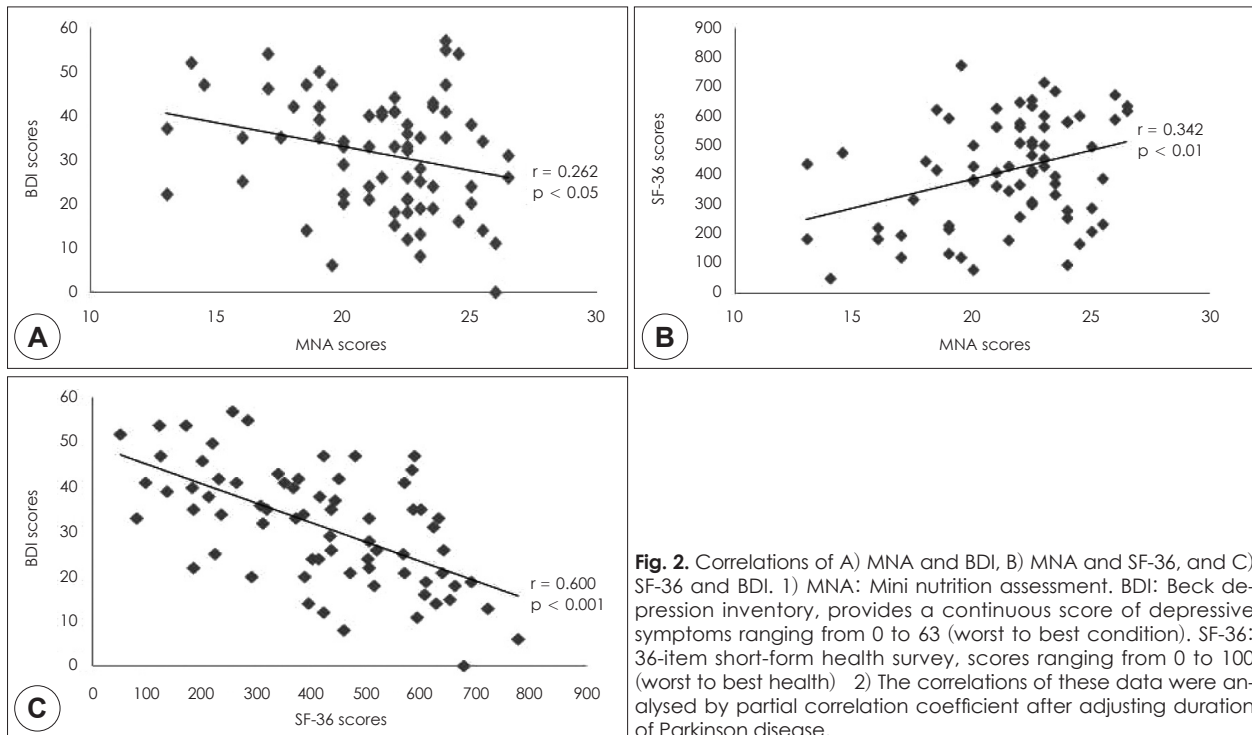 60
50
40
30
20
10
0
BDI scores
r = 0.262
p < 0.05
10 15 20 25 30
MNA scores
A
900
800
700
600
500
400
300
200
100
0
SF-36 scores
r = 0.342
p < 0.01
10 15 20 25 30
MNA scores
B
60
50
40
30
20
10
0
BDI scores
r = 0.600
p < 0.001
0 100 200 300 400 500 600 700 800 900
SF-36 scores
C
Fig. 2. Correlations of A) MNA and BDI, B) MNA and SF-36, and C)
SF-36 and BDI. 1) MNA: Mini nutrition assessment. BDI: Beck de-
pression inventory, provides a continuous score of depressive
symptoms ranging from 0 to 63 (worst to best condition). SF-36:
36-item short-form health survey, scores ranging from 0 to 100
(worst to best health) 2) The correlations of these data were an-
alysed by partial correlation coefficient after adjusting duration
of Parkinson disease.